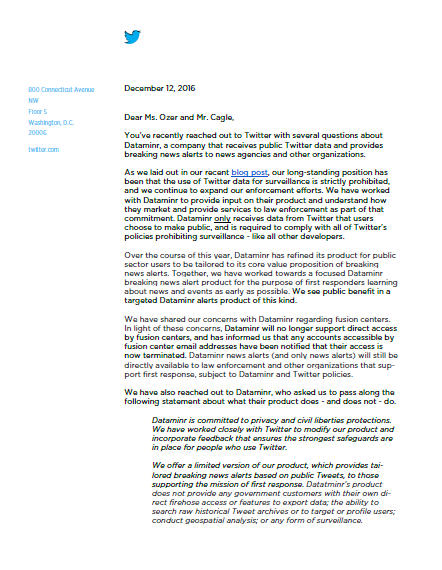 800 Connecticut Avenue
NW
Floor 5
Washington, D.C.
20006
twitter.com
December 12, 2016
Dear Ms. Ozer and Mr. Cagle,
You've recently reached out to Twitter with several questions about
Dataminr, a company that receives public Twitter data and provides
breaking news alerts to news agencies and other organizations.
As we laid out in our recent blog post, our long-standing position has
been that the use of Twitter data for surveillance is strictly prohibited,
and we continue to expand our enforcement efforts. We have worked
with Dataminr to provide input on their product and understand how
they market and provide services to law enforcement as part of that
commitment. Dataminr only receives data from Twitter that users
choose to make public, and is required to comply with all of Twitter's
policies prohibiting surveillance - like all other developers.
Over the course of this year, Dataminr has refined its product for public
sector users to be tailored to its core value proposition of breaking
news alerts. Together, we have worked towards a focused Dataminr
breaking news alert product for the purpose of first responders learning
about news and events as early as possible. We see public benefit in a
targeted Dataminr alerts product of this kind.
We have shared our concerns with Dataminr regarding fusion centers.
In light of these concerns, Dataminr will no longer support direct access
by fusion centers, and has informed us that any accounts accessible by
fusion center email addresses have been notified that their access is
now terminated. Dataminr news alerts (and only news alerts) will still be
directly available to law enforcement and other organizations that sup-
port first response, subject to Dataminr and Twitter policies.
We have also reached out to Dataminr, who asked us to pass along the
following statement about what their product does - and does not - do.
Dataminr is committed to privacy and civil liberties protections.
We have worked closely with Twitter to modify our product and
incorporate feedback that ensures the strongest safeguards are
in place for people who use Twitter.
We offer a limited version of our product, which provides tai-
lored breaking news alerts based on public Tweets, to those
supporting the mission of first response. Datatminr's product
does not provide any government customers with their own di-
rect firehose access or features to export data; the ability to
search raw historical Tweet archives or to target or profile users;
conduct geospatial analysis; or any form of surveillance.